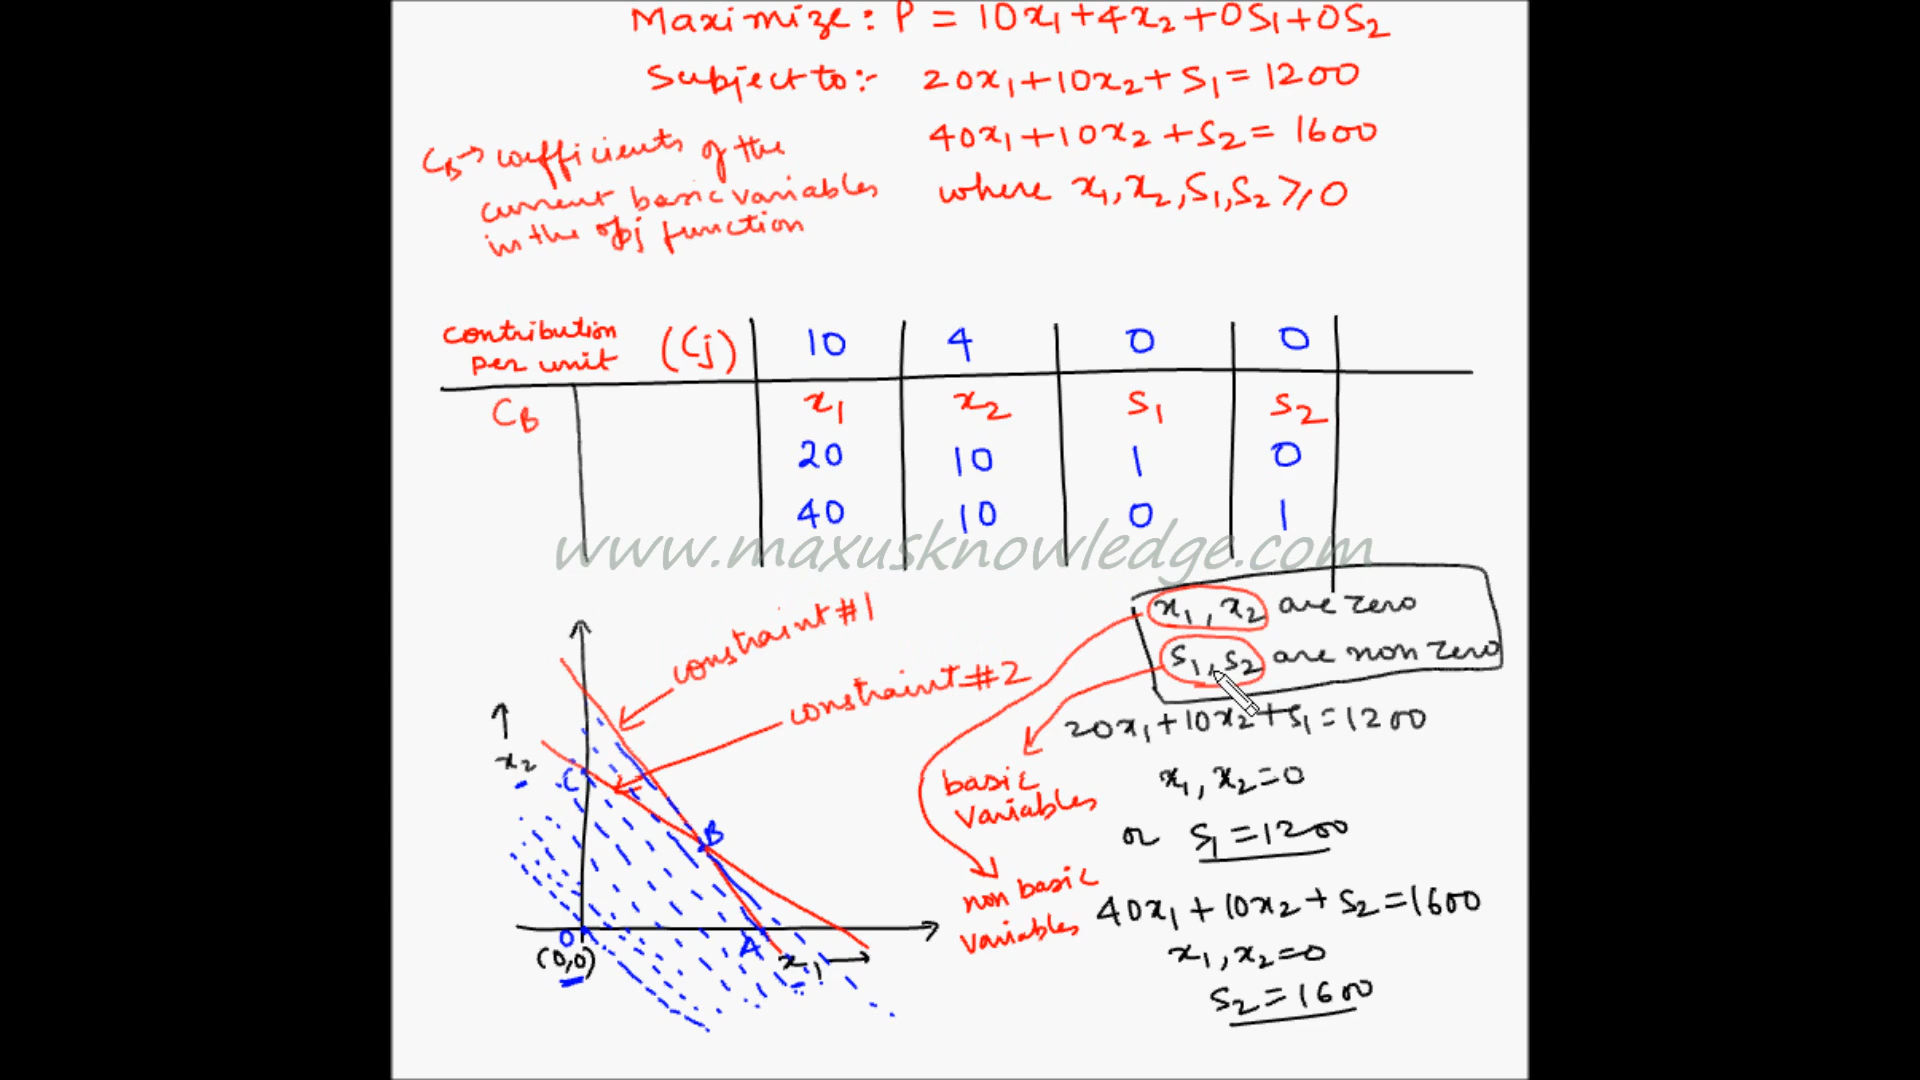 Maximize: P = 10x₁+4x₂+0S₁+0S₂
Subject to:- 20x₁+10x₂+S₁=1200
40x₁+10x₂+S₂=1600
where x₁,x₂,S₁,S₂ ≥ 0
C_B → coefficients of the
current basic variables
in the obj function
contribution
per unit (Cj) 10 4 0 0
C_B x₁ x₂ S₁ S₂
20 10 1 0
40 10 0 1
www.maxusknowledge.com
x₁, x₂ are zero
S₁, S₂ are non zero
constraint #1
constraint #2
20x₁+10x₂+S₁=1200
x₁, x₂=0
or S₁=1200
basic
variables
non basic
variables
40x₁+10x₂+S₂=1600
x₁, x₂=0
S₂=1600
x₂
C
B
O
A
(0,0)
x₁